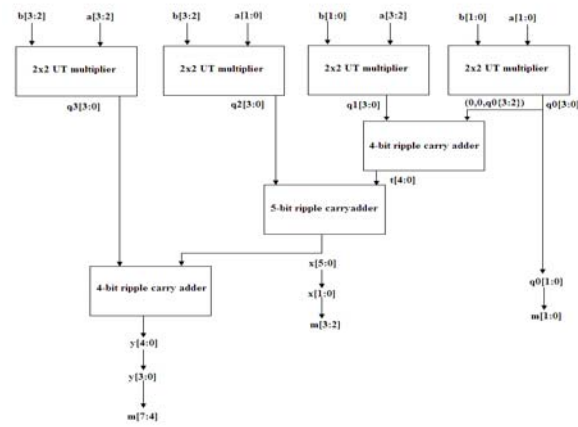 b[3:2] a[3:2] b[3:2] a[1:0] b[1:0] a[3:2] b[1:0] a[1:0]
2x2 UT multiplier 2x2 UT multiplier 2x2 UT multiplier 2x2 UT multiplier
q3[3:0] q2[3:0] q1[3:0] (0,0,q0[3:2]) q0[3:0]
4-bit ripple carry adder
t[4:0]
5-bit ripple carryadder
x[5:0]
4-bit ripple carry adder
q0[1:0]
x[1:0]
m[1:0]
m[3:2]
y[4:0]
y[3:0]
m[7:4]